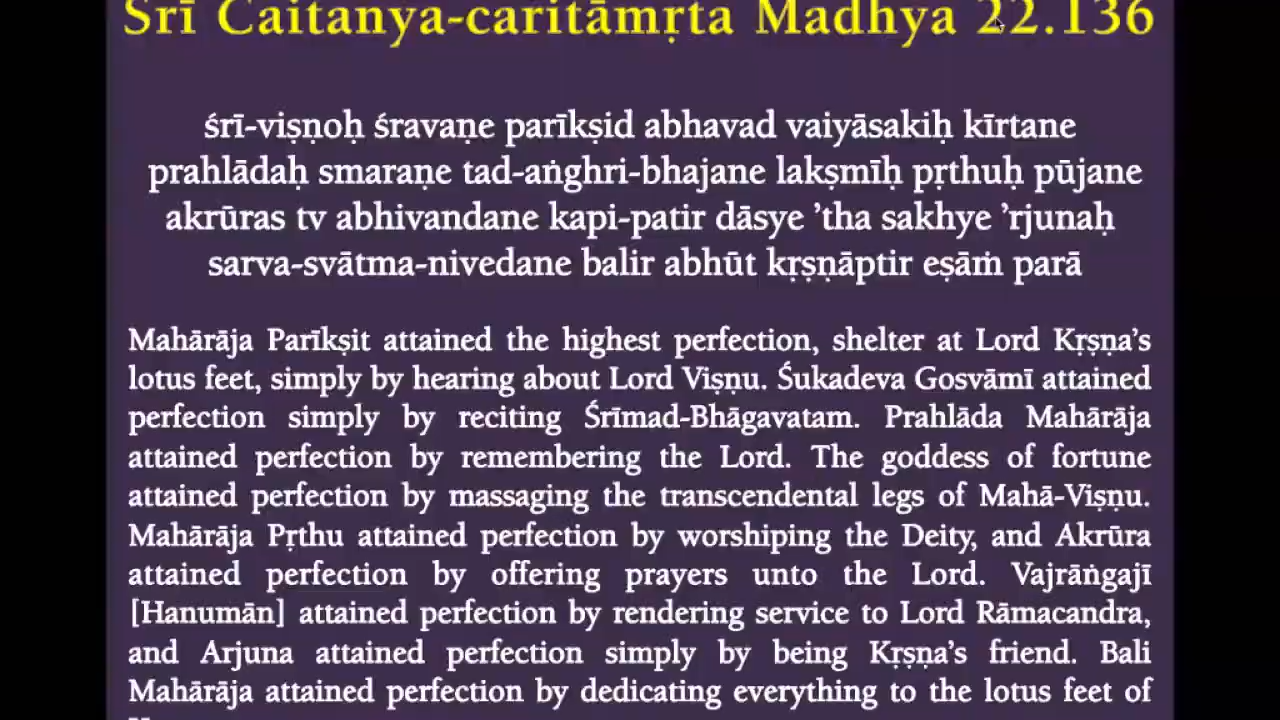 Śrī Caitanya-caritāmṛta Madhya 22.136
śrī-viṣṇoḥ śravaṇe parīkṣid abhavad vaiyāsakiḥ kīrtane
prahlādaḥ smaraṇe tad-aṅghri-bhajane lakṣmīḥ pṛthuḥ pūjane
akrūras tv abhivandane kapi-patir dāsye ’tha sakhye ’rjunaḥ
sarva-svātma-nivedane balir abhūt kṛṣṇāptir eṣāṁ parā
Mahārāja Parīkṣit attained the highest perfection, shelter at Lord Kṛṣṇa’s
lotus feet, simply by hearing about Lord Viṣṇu. Śukadeva Gosvāmī attained
perfection simply by reciting Śrīmad-Bhāgavatam. Prahlāda Mahārāja
attained perfection by remembering the Lord. The goddess of fortune
attained perfection by massaging the transcendental legs of Mahā-Viṣṇu.
Mahārāja Pṛthu attained perfection by worshiping the Deity, and Akrūra
attained perfection by offering prayers unto the Lord. Vajrāṅgajī
[Hanumān] attained perfection by rendering service to Lord Rāmacandra,
and Arjuna attained perfection simply by being Kṛṣṇa’s friend. Bali
Mahārāja attained perfection by dedicating everything to the lotus feet of